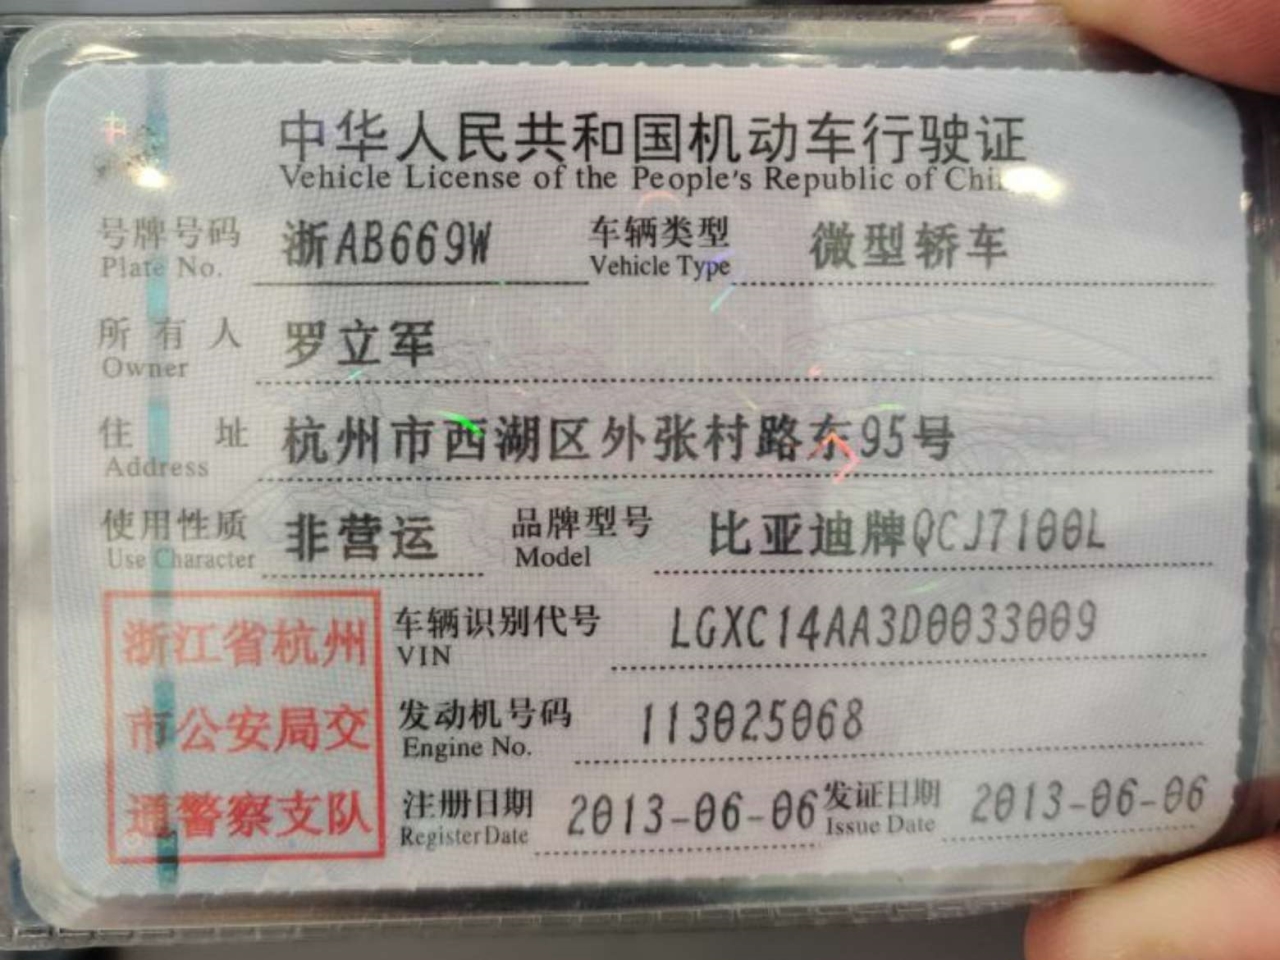 中华人民共和国机动车行驶证
Vehicle License of the People's Republic of China
号牌号码 浙AB669W 车辆类型 微型轿车
Plate No. Vehicle Type
所有人 罗立军
Owner
住址 杭州市西湖区外张村路东95号
Address
使用性质 非营运 品牌型号 比亚迪牌QCJ7100L
Use Character Model
浙江省杭州
市公安局交
通警察支队
车辆识别代号 LGXC14AA3D0033009
VIN
发动机号码 113025068
Engine No.
注册日期 2013-06-06 发证日期 2013-06-06
Register Date Issue Date